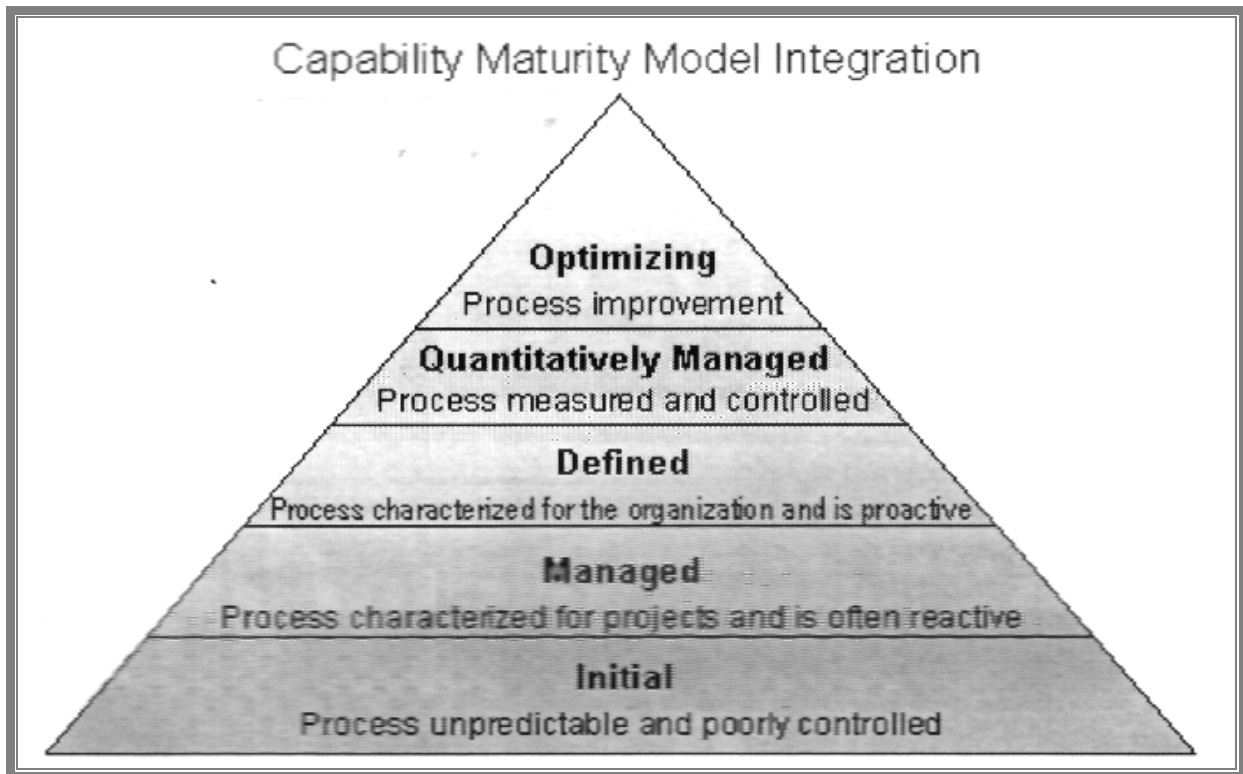 Capability Maturity Model Integration
Optimizing
Process improvement
Quantitatively Managed
Process measured and controlled
Defined
Process characterized for the organization and is proactive
Managed
Process characterized for projects and is often reactive
Initial
Process unpredictable and poorly controlled